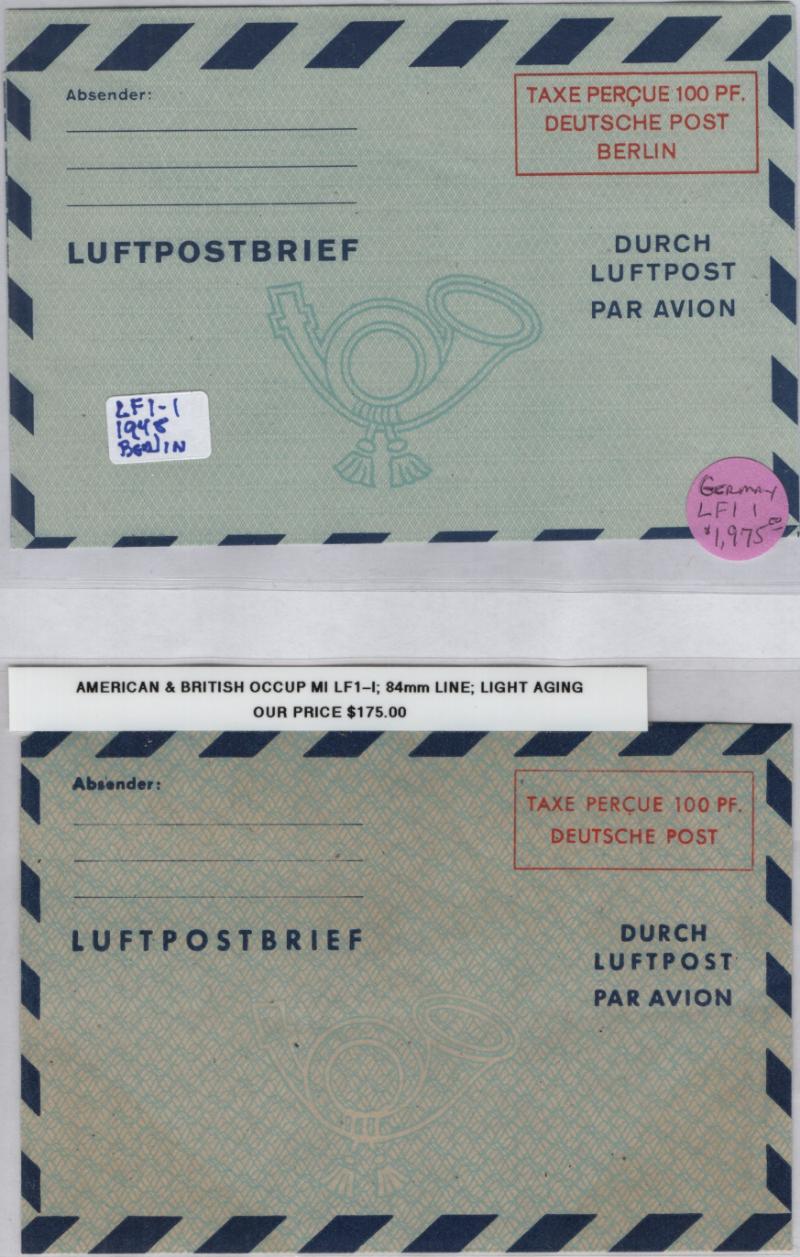 Absender:
TAXE PERÇUE 100 PF.
DEUTSCHE POST
BERLIN
LUFTPOSTBRIEF
DURCH
LUFTPOST
PAR AVION
LF1-1
1948
BERLIN
GERMANY
LF1 1
$1,975.00
AMERICAN & BRITISH OCCUP MI LF1–I; 84mm LINE; LIGHT AGING
OUR PRICE $175.00
Absender:
TAXE PERÇUE 100 PF.
DEUTSCHE POST
LUFTPOSTBRIEF
DURCH
LUFTPOST
PAR AVION